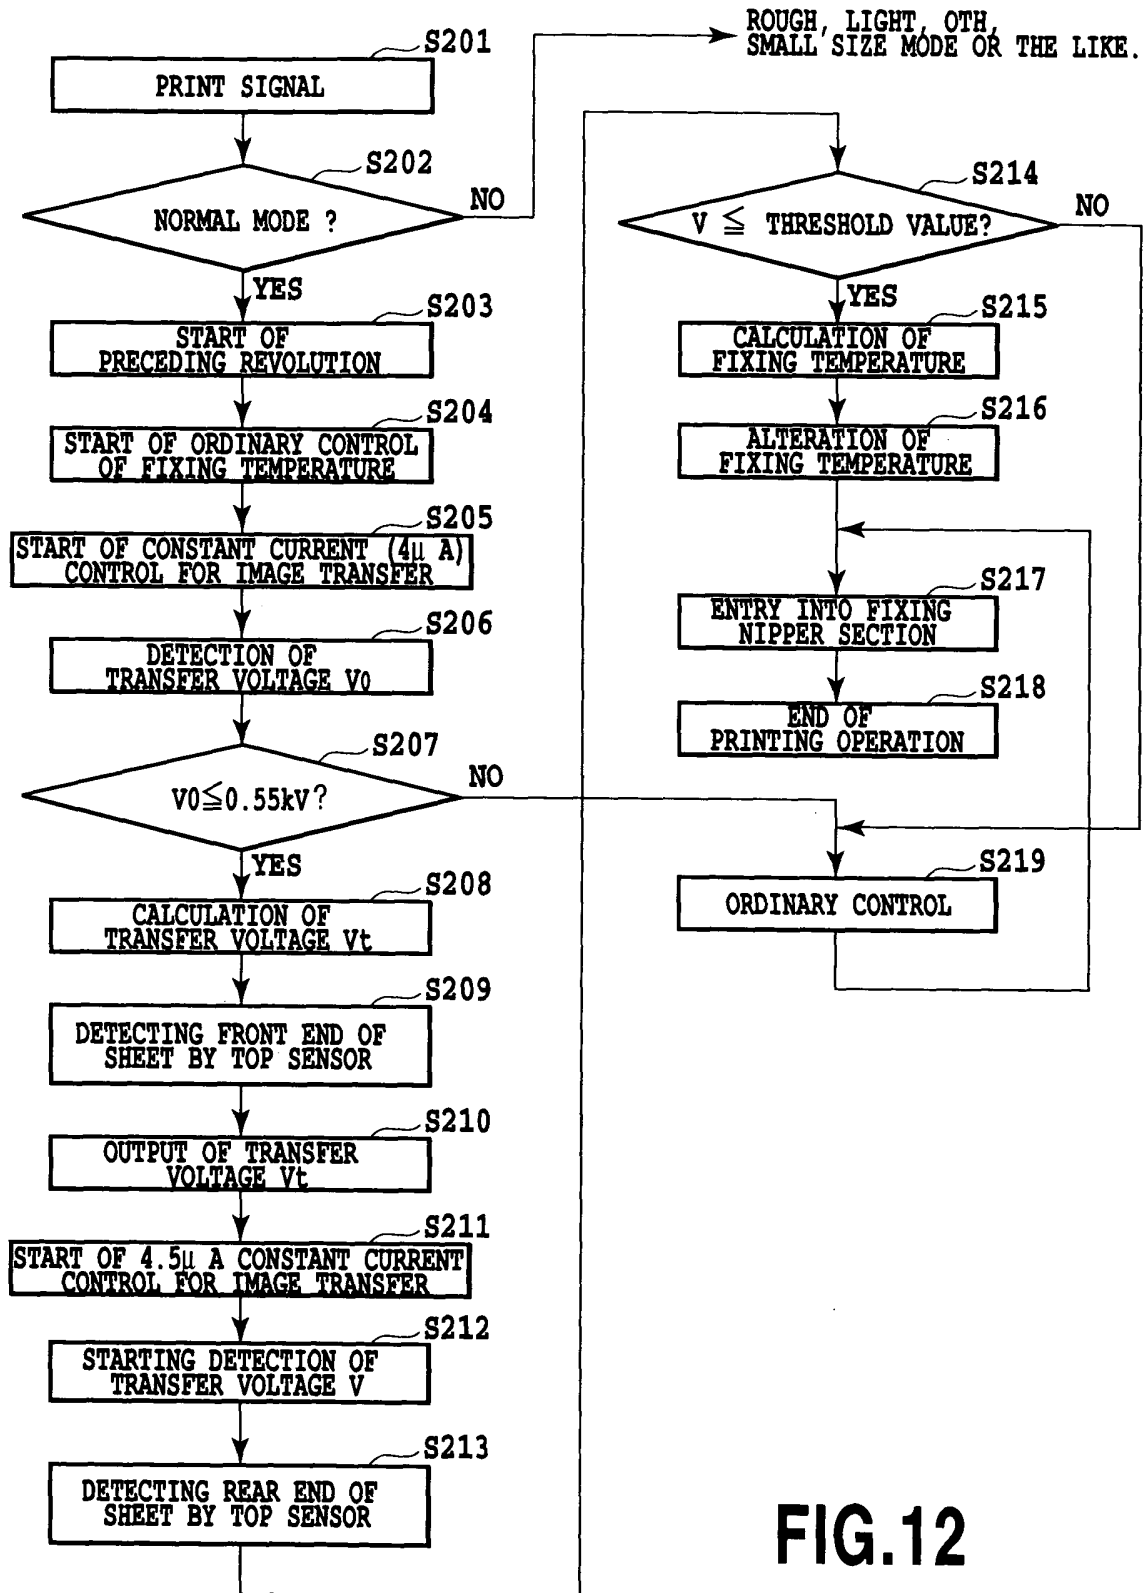 S201
PRINT SIGNAL
S202
NORMAL MODE ?
NO
ROUGH, LIGHT, OTH,
SMALL SIZE MODE OR THE LIKE.
YES
S203
START OF
PRECEDING REVOLUTION
S204
START OF ORDINARY CONTROL
OF FIXING TEMPERATURE
S205
START OF CONSTANT CURRENT (4μ A)
CONTROL FOR IMAGE TRANSFER
S206
DETECTION OF
TRANSFER VOLTAGE V0
S207
V0≦0.55kV?
NO
YES
S208
CALCULATION OF
TRANSFER VOLTAGE Vt
S209
DETECTING FRONT END OF
SHEET BY TOP SENSOR
S210
OUTPUT OF TRANSFER
VOLTAGE Vt
S211
START OF 4.5μ A CONSTANT CURRENT
CONTROL FOR IMAGE TRANSFER
S212
STARTING DETECTION OF
TRANSFER VOLTAGE V
S213
DETECTING REAR END OF
SHEET BY TOP SENSOR
S214
V ≦ THRESHOLD VALUE?
NO
YES
S215
CALCULATION OF
FIXING TEMPERATURE
S216
ALTERATION OF
FIXING TEMPERATURE
S217
ENTRY INTO FIXING
NIPPER SECTION
S218
END OF
PRINTING OPERATION
S219
ORDINARY CONTROL
FIG.12